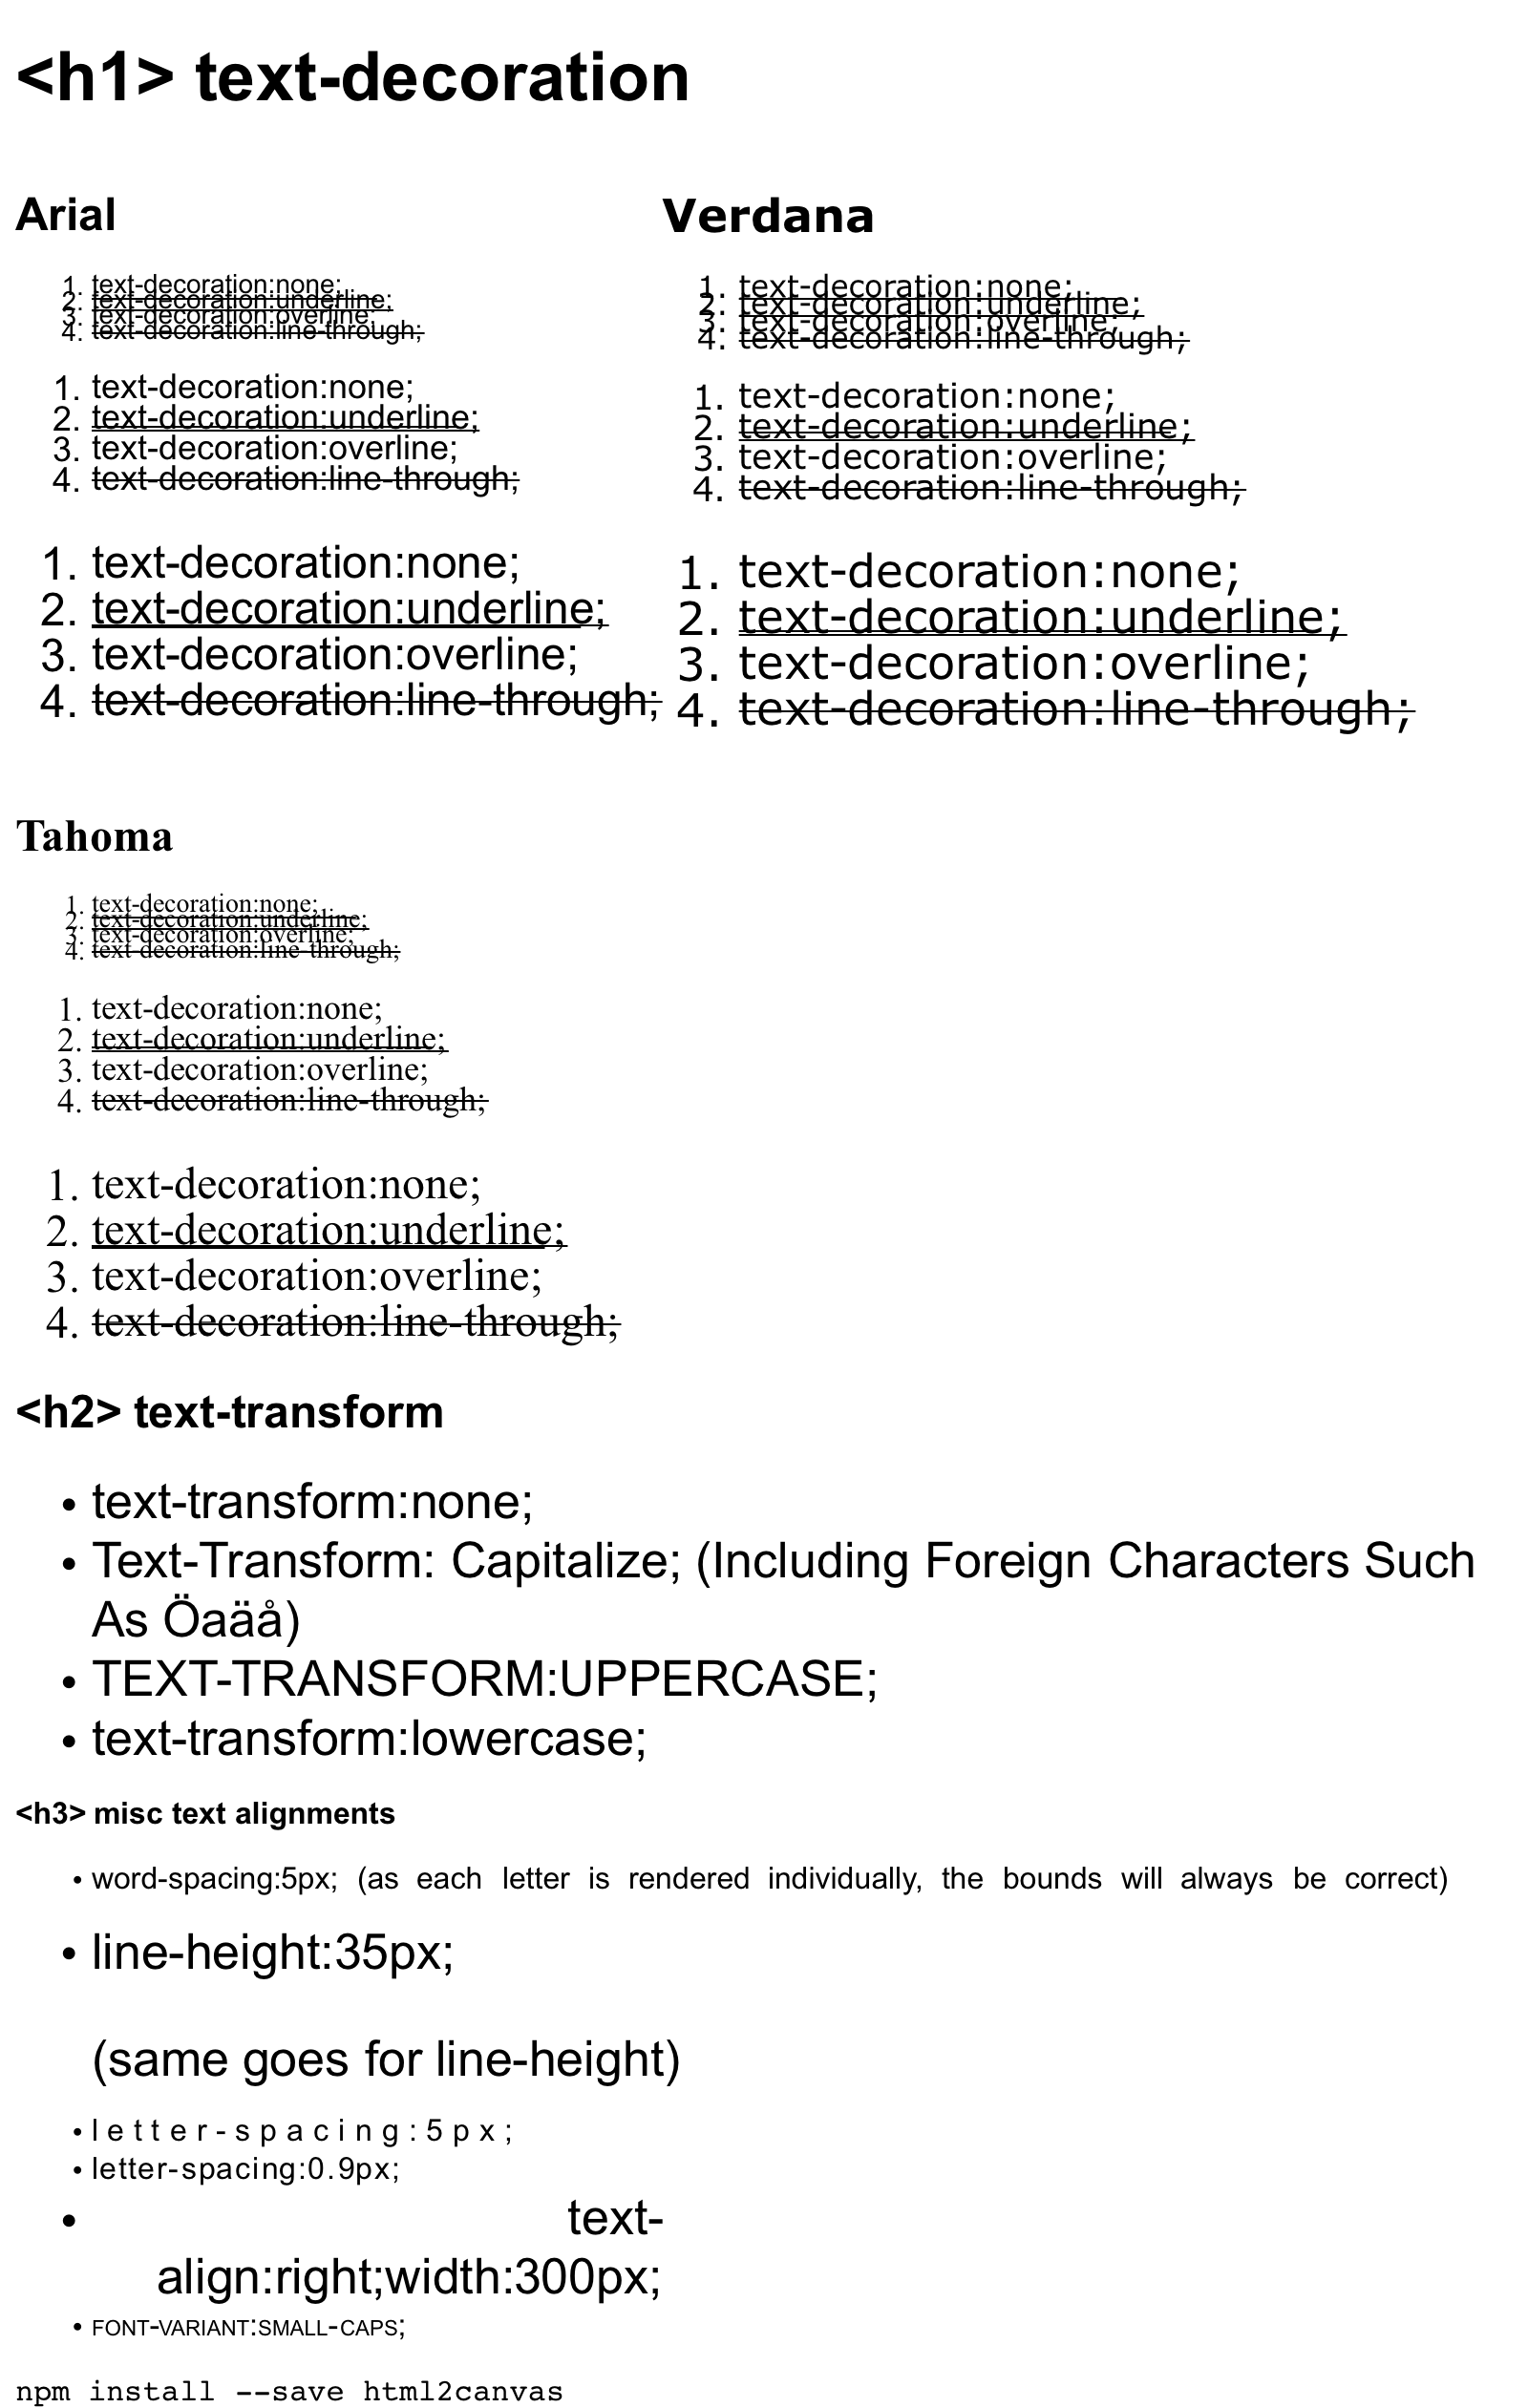 <h1> text-decoration
Arial
1. text-decoration:none;
2. text-decoration:underline;
3. text-decoration:overline;
4. text-decoration:line-through;
1. text-decoration:none;
2. text-decoration:underline;
3. text-decoration:overline;
4. text-decoration:line-through;
1. text-decoration:none;
2. text-decoration:underline;
3. text-decoration:overline;
4. text-decoration:line-through;
Verdana
1. text-decoration:none;
2. text-decoration:underline;
3. text-decoration:overline;
4. text-decoration:line-through;
1. text-decoration:none;
2. text-decoration:underline;
3. text-decoration:overline;
4. text-decoration:line-through;
1. text-decoration:none;
2. text-decoration:underline;
3. text-decoration:overline;
4. text-decoration:line-through;
Tahoma
1. text-decoration:none;
2. text-decoration:underline;
3. text-decoration:overline;
4. text-decoration:line-through;
1. text-decoration:none;
2. text-decoration:underline;
3. text-decoration:overline;
4. text-decoration:line-through;
1. text-decoration:none;
2. text-decoration:underline;
3. text-decoration:overline;
4. text-decoration:line-through;
<h2> text-transform
• text-transform:none;
• Text-Transform: Capitalize; (Including Foreign Characters Such
As Öaäå)
• TEXT-TRANSFORM:UPPERCASE;
• text-transform:lowercase;
<h3> misc text alignments
• word-spacing:5px; (as each letter is rendered individually, the bounds will always be correct)
• line-height:35px;
(same goes for line-height)
• letter-spacing:5px;
• letter-spacing:0.9px;
• text-
align:right;width:300px;
• FONT-VARIANT:SMALL-CAPS;
npm install --save html2canvas